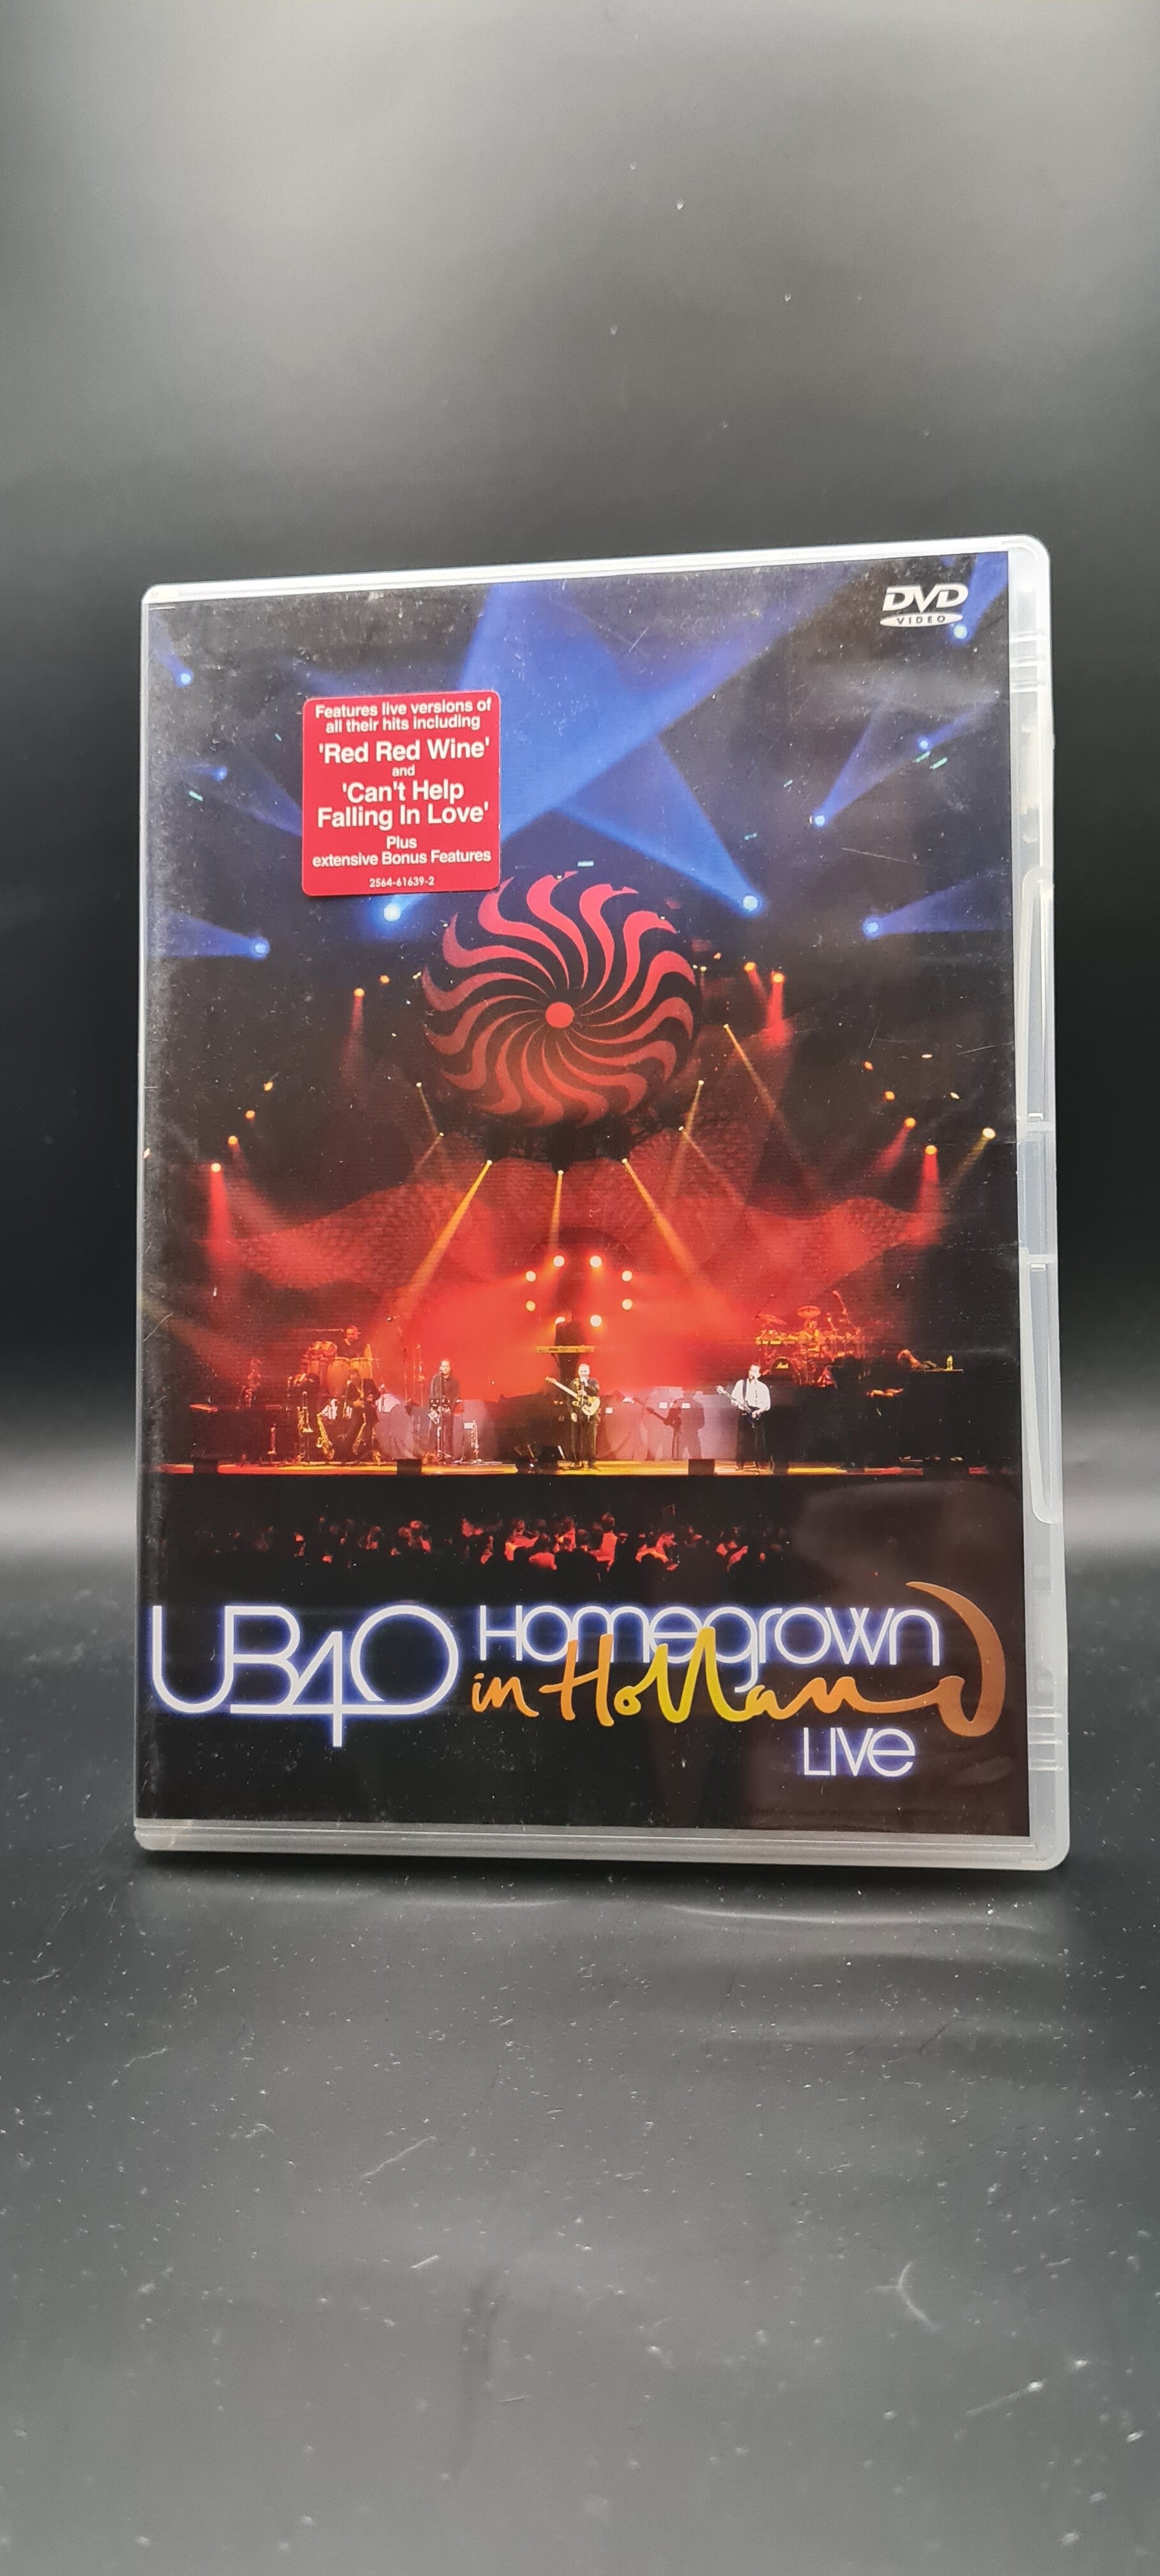 DVD
VIDEO
Features live versions of
all their hits including
'Red Red Wine'
and
'Can't Help
Falling In Love'
Plus
extensive Bonus Features
2564-61639-2
UB40 Homegrown
in Holland
LIVE